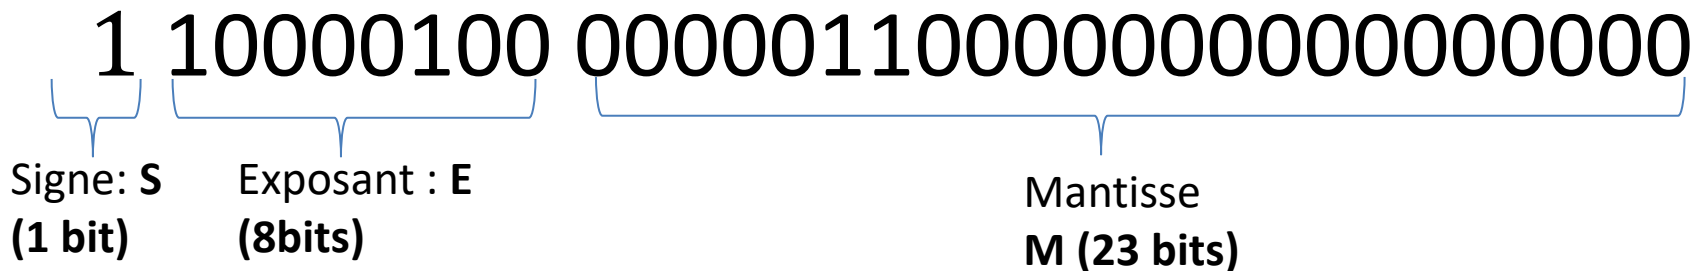 1 10000100 00000110000000000000000
Signe: S Exposant : E Mantisse
(1 bit) (8bits) M (23 bits)